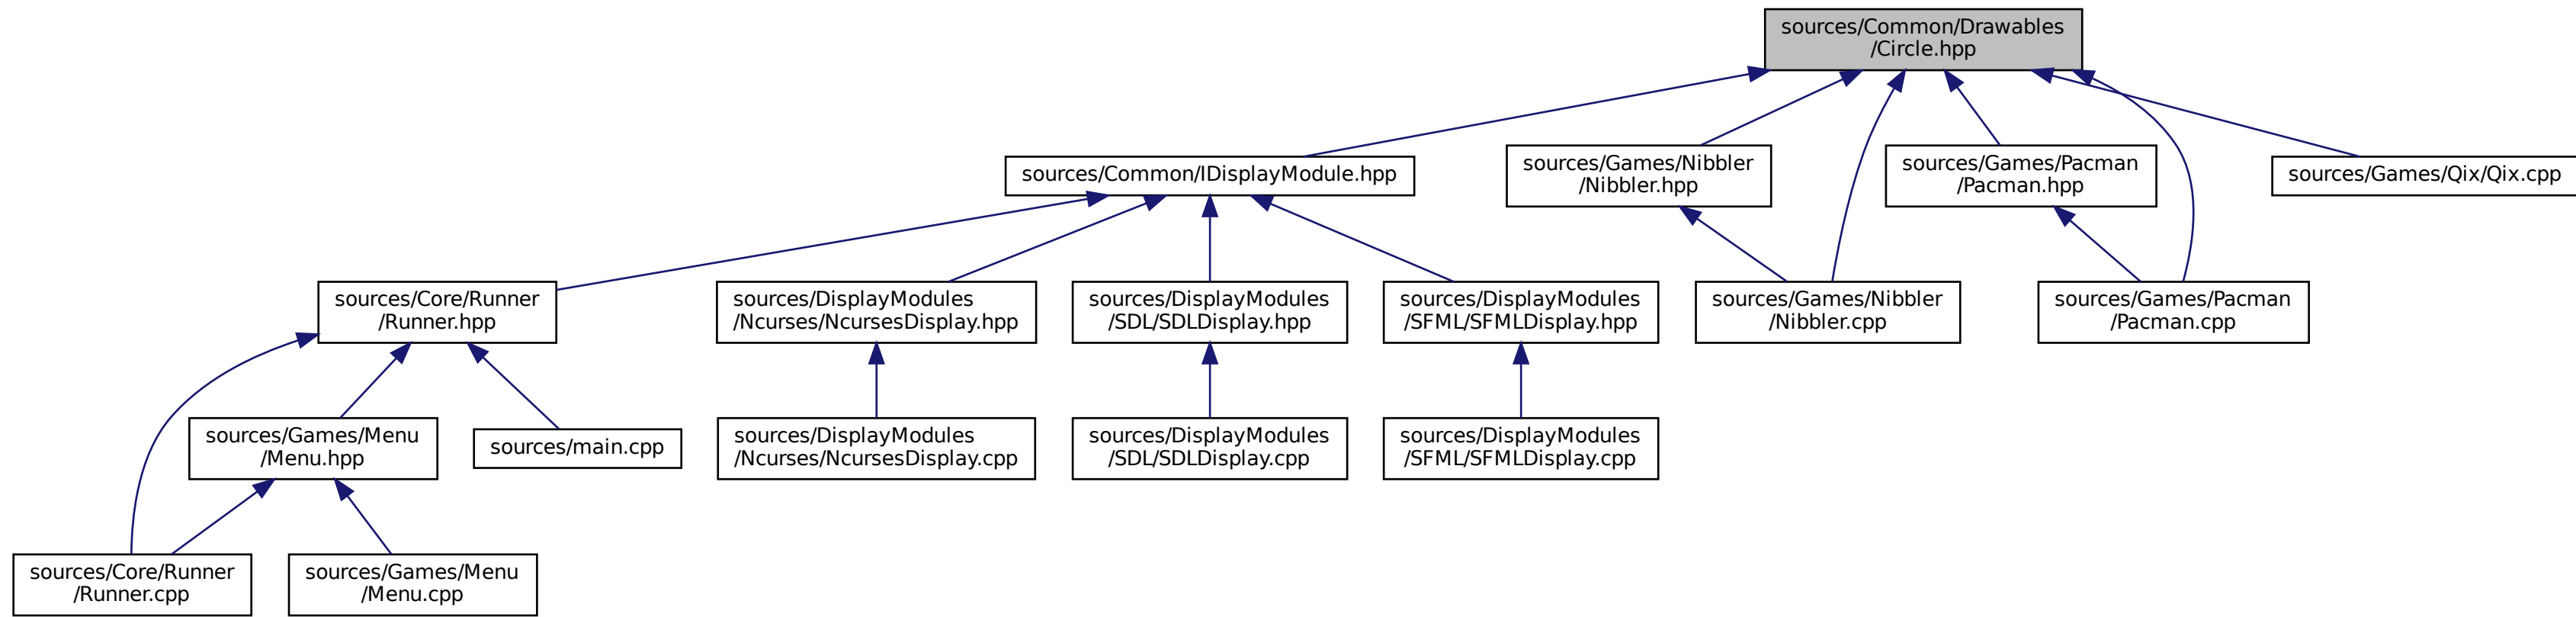 sources/Common/Drawables
/Circle.hpp
sources/Common/IDisplayModule.hpp
sources/Games/Nibbler
/Nibbler.hpp
sources/Games/Pacman
/Pacman.hpp
sources/Games/Qix/Qix.cpp
sources/Core/Runner
/Runner.hpp
sources/DisplayModules
/Ncurses/NcursesDisplay.hpp
sources/DisplayModules
/SDL/SDLDisplay.hpp
sources/DisplayModules
/SFML/SFMLDisplay.hpp
sources/Games/Nibbler
/Nibbler.cpp
sources/Games/Pacman
/Pacman.cpp
sources/Games/Menu
/Menu.hpp
sources/main.cpp
sources/DisplayModules
/Ncurses/NcursesDisplay.cpp
sources/DisplayModules
/SDL/SDLDisplay.cpp
sources/DisplayModules
/SFML/SFMLDisplay.cpp
sources/Core/Runner
/Runner.cpp
sources/Games/Menu
/Menu.cpp